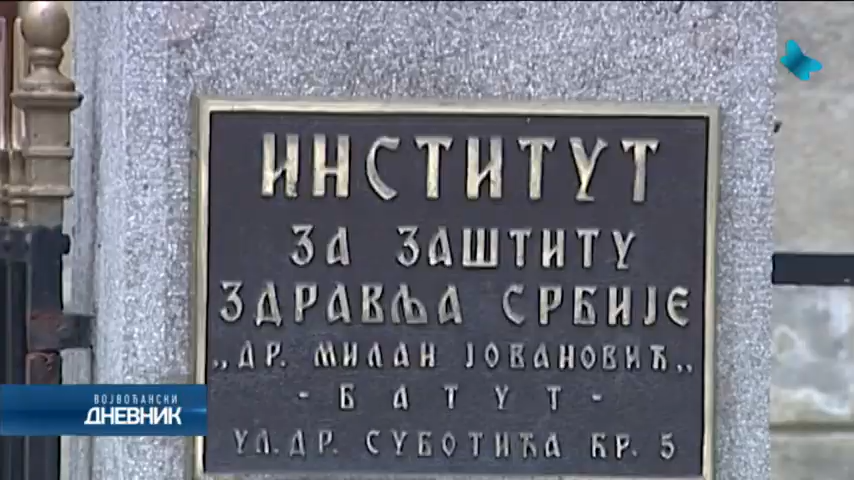 ИНСТИТУТ
ЗА ЗАШТИТУ
ЗДРАВЉА СРБИЈЕ
„ДР. МИЛАН ЈОВАНОВИЋ„
- БАТУТ -
УЛ. ДР. СУБОТИЋА БР. 5
ВОЈВОЂАНСКИ
ДНЕВНИК